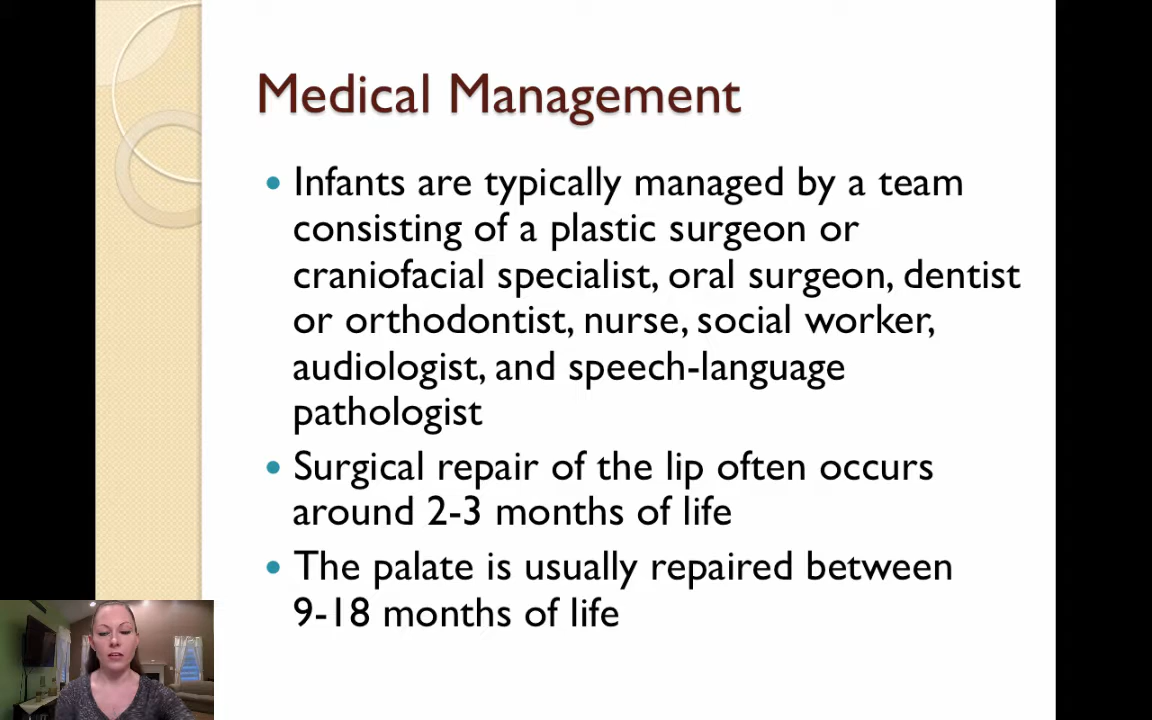 Medical Management
• Infants are typically managed by a team
consisting of a plastic surgeon or
craniofacial specialist, oral surgeon, dentist
or orthodontist, nurse, social worker,
audiologist, and speech-language
pathologist
• Surgical repair of the lip often occurs
around 2-3 months of life
• The palate is usually repaired between
9-18 months of life